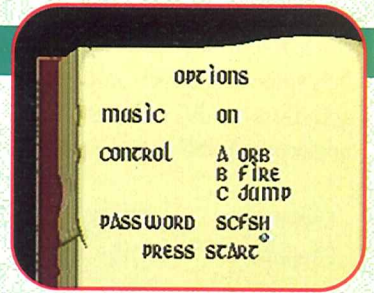 options
music on
control A ORB
B FIRE
C JUMP
PASSWORD SCFSH
PRESS START